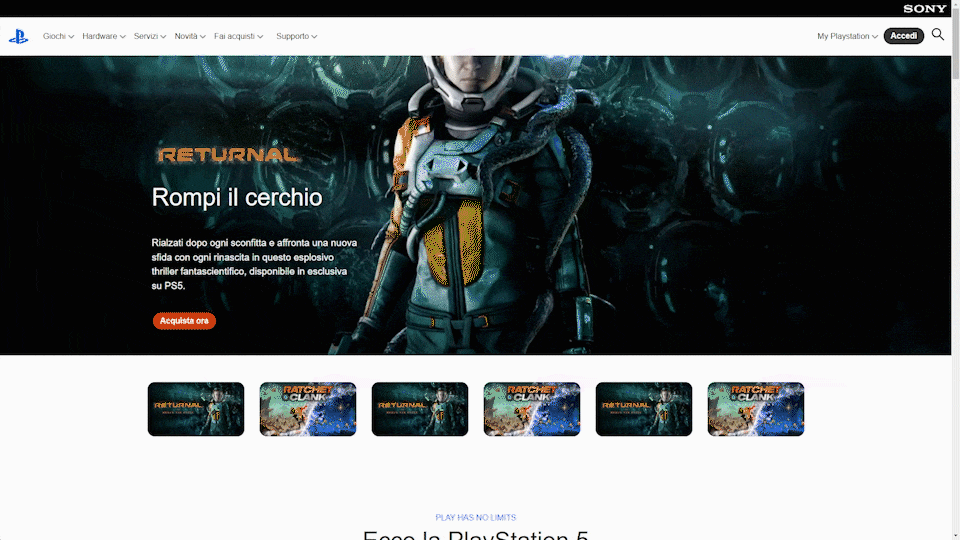 SONY
Giochi Hardware Servizi Novità Fai acquisti Supporto My Playstation Accedi
RETURNAL
Rompi il cerchio
Rialzati dopo ogni sconfitta e affronta una nuova
sfida con ogni rinascita in questo esplosivo
thriller fantascientifico, disponibile in esclusiva
su PS5.
Acquista ora
RETURNAL RATCHET & CLANK RETURNAL RATCHET & CLANK RETURNAL RATCHET & CLANK
PLAY HAS NO LIMITS
Ecco la PlayStation 5